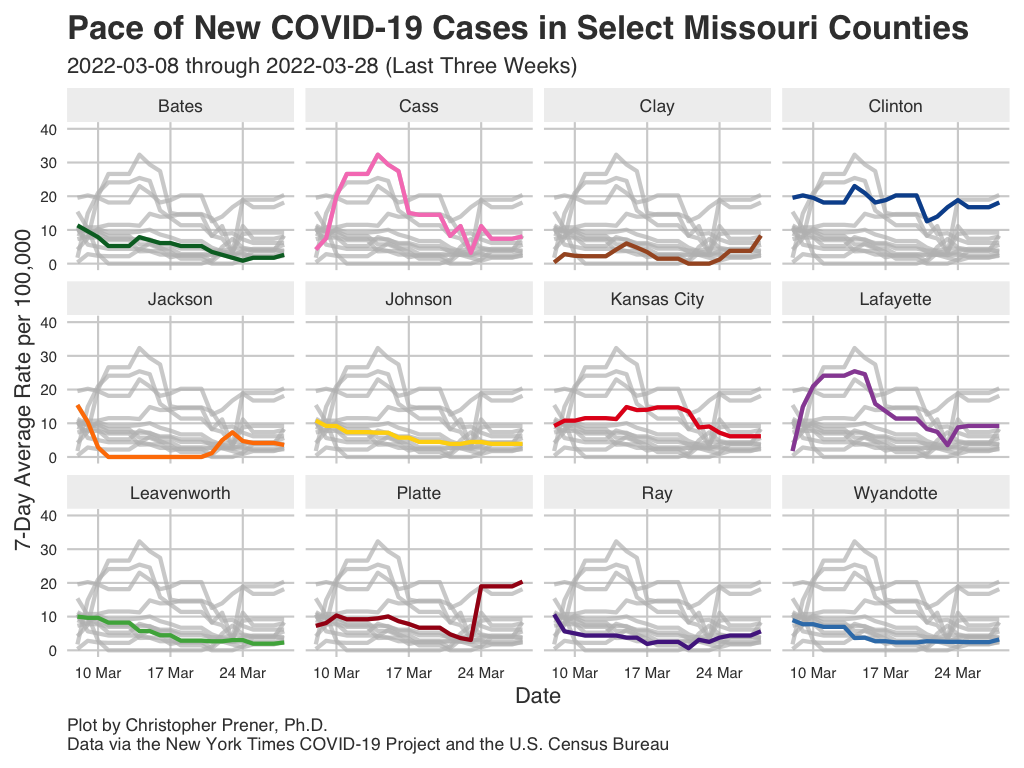 Pace of New COVID-19 Cases in Select Missouri Counties
2022-03-08 through 2022-03-28 (Last Three Weeks)
Bates
Cass
Clay
Clinton
40
30
20
10
0
Jackson
Johnson
Kansas City
Lafayette
40
30
20
10
0
Leavenworth
Platte
Ray
Wyandotte
40
30
20
10
0
7-Day Average Rate per 100,000
10 Mar 17 Mar 24 Mar
10 Mar 17 Mar 24 Mar
10 Mar 17 Mar 24 Mar
10 Mar 17 Mar 24 Mar
Date
Plot by Christopher Prener, Ph.D.
Data via the New York Times COVID-19 Project and the U.S. Census Bureau